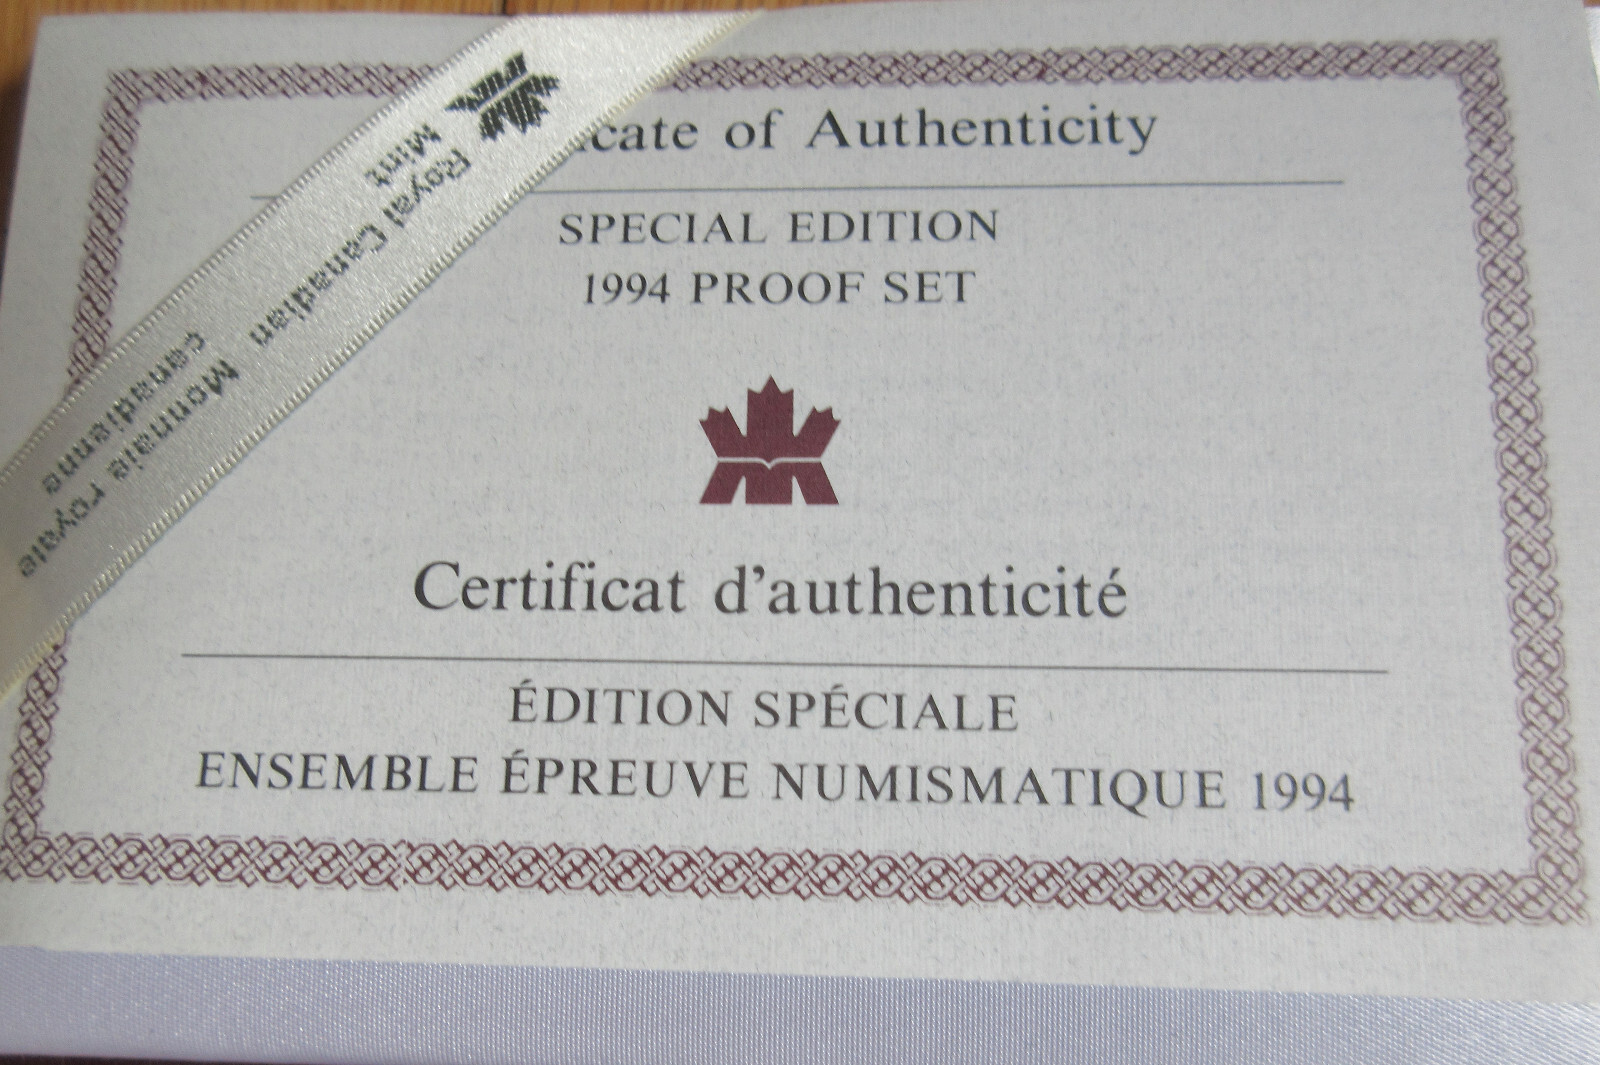 cate of Authenticity
SPECIAL EDITION
1994 PROOF SET
Certificat d'authenticité
ÉDITION SPÉCIALE
ENSEMBLE ÉPREUVE NUMISMATIQUE 1994
Royal Canadian
Mint
Monnaie royale
canadienne